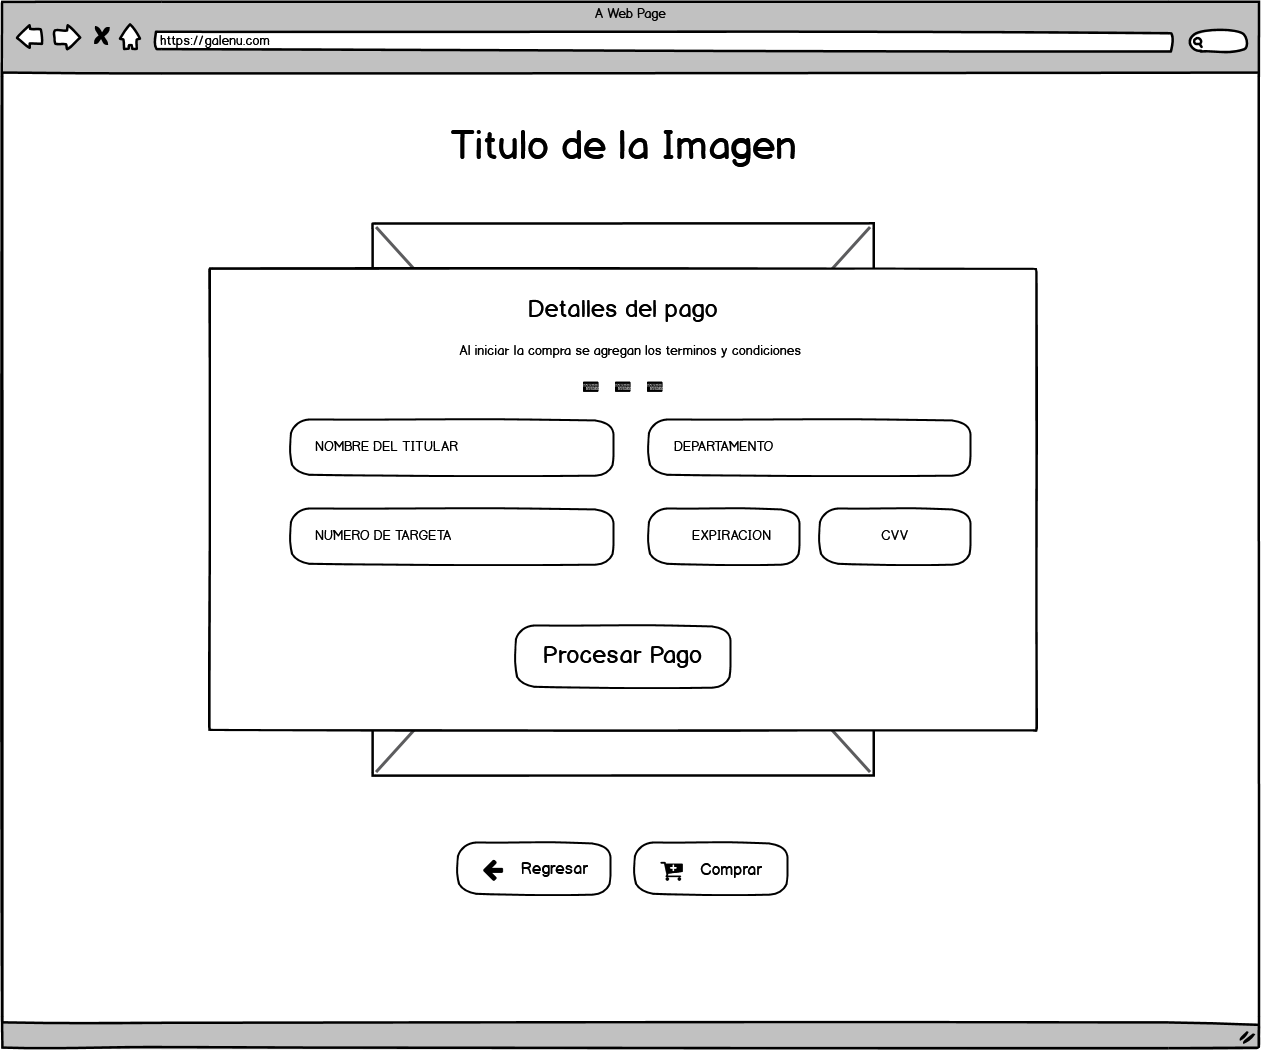 A Web Page
https://galenu.com
Titulo de la Imagen
Detalles del pago
Al iniciar la compra se agregan los terminos y condiciones
NOMBRE DEL TITULAR
DEPARTAMENTO
NUMERO DE TARGETA
EXPIRACION
CVV
Procesar Pago
Regresar
Comprar